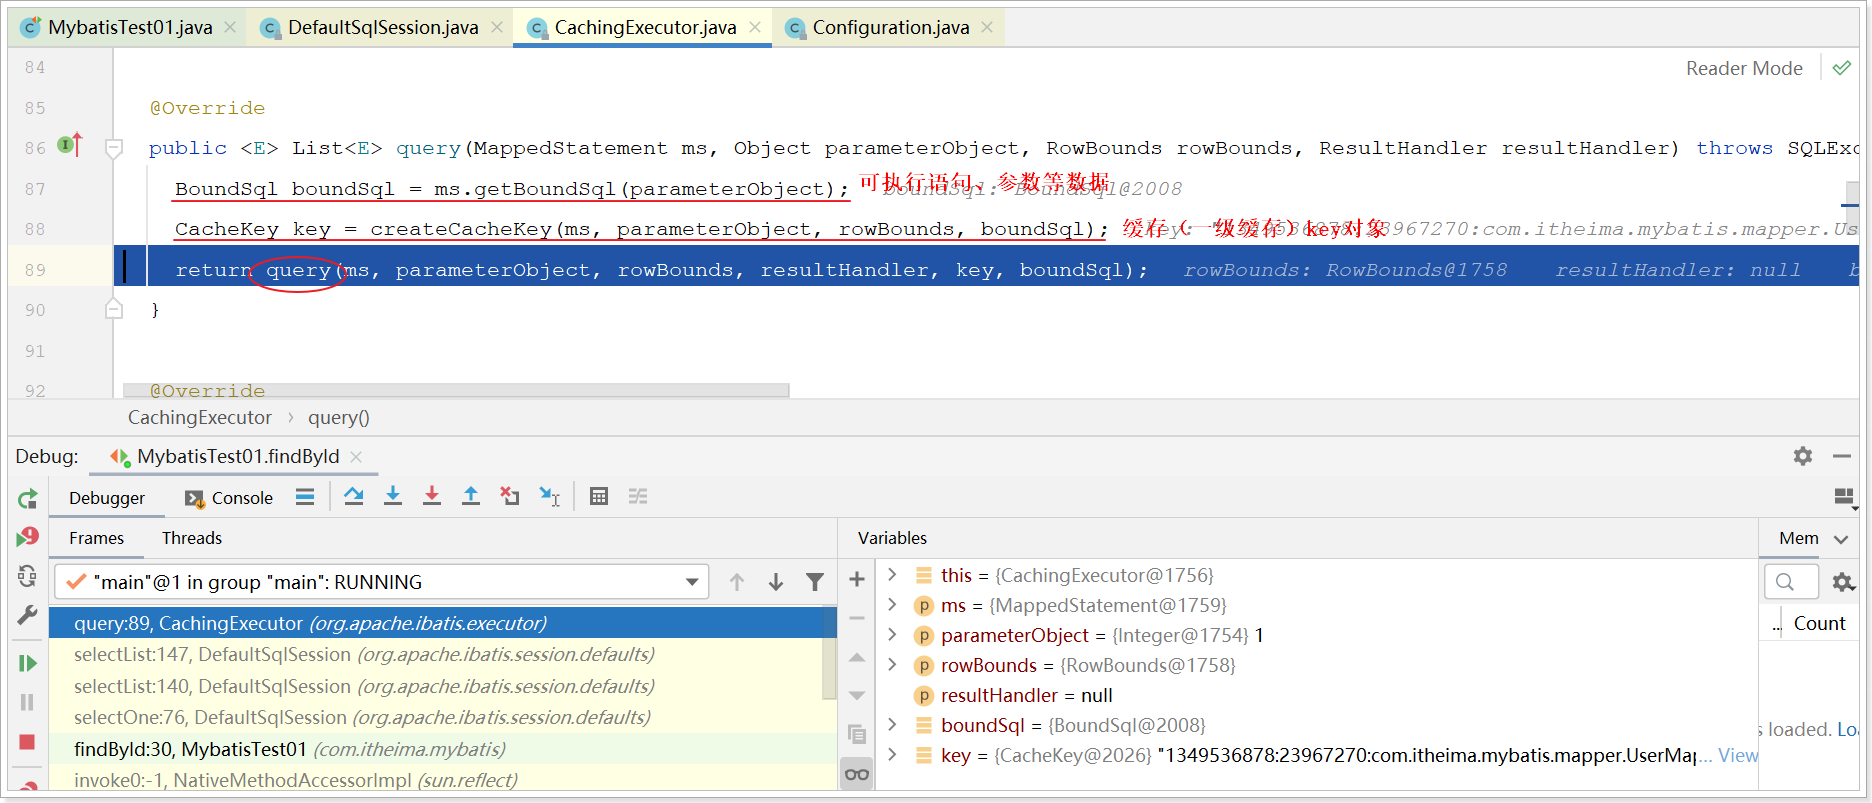 MybatisTest01.java
DefaultSqlSession.java
CachingExecutor.java
Configuration.java
84
Reader Mode
85 @Override
86 public <E> List<E> query(MappedStatement ms, Object parameterObject, RowBounds rowBounds, ResultHandler resultHandler) throws SQLExc
87 BoundSql boundSql = ms.getBoundSql(parameterObject); 可执行语句、参数等数据 boundSql: BoundSql@2008
88 CacheKey key = createCacheKey(ms, parameterObject, rowBounds, boundSql); 缓存（一级缓存）key对象 23967270:com.itheima.mybatis.mapper.Us
89 return query(ms, parameterObject, rowBounds, resultHandler, key, boundSql); rowBounds: RowBounds@1758 resultHandler: null b
90 }
91
92 @Override
CachingExecutor › query()
Debug: MybatisTest01.findById
Debugger Console
Frames Threads
Variables
Mem
"main"@1 in group "main": RUNNING
query:89, CachingExecutor (org.apache.ibatis.executor)
selectList:147, DefaultSqlSession (org.apache.ibatis.session.defaults)
selectList:140, DefaultSqlSession (org.apache.ibatis.session.defaults)
selectOne:76, DefaultSqlSession (org.apache.ibatis.session.defaults)
findById:30, MybatisTest01 (com.itheima.mybatis)
invoke0:-1, NativeMethodAccessorImpl (sun.reflect)
this = {CachingExecutor@1756}
ms = {MappedStatement@1759}
parameterObject = {Integer@1754} 1
rowBounds = {RowBounds@1758}
resultHandler = null
boundSql = {BoundSql@2008}
key = {CacheKey@2026} "1349536878:23967270:com.itheima.mybatis.mapper.UserMap... View
... Count
s loaded. Loa